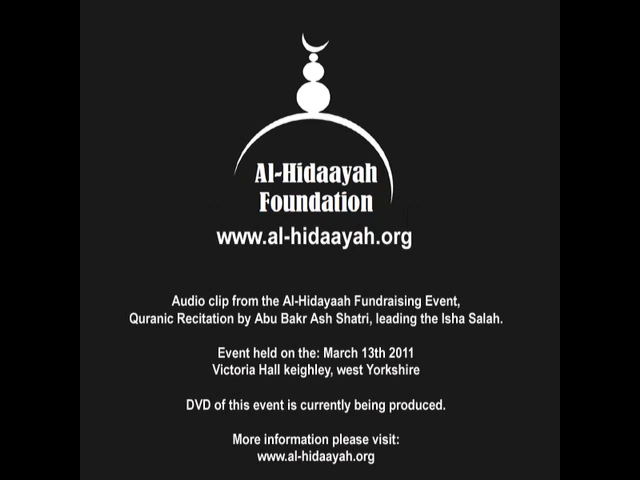 Al-Hidaayah
Foundation
www.al-hidaayah.org
Audio clip from the Al-Hidayaah Fundraising Event,
Quranic Recitation by Abu Bakr Ash Shatri, leading the Isha Salah.
Event held on the: March 13th 2011
Victoria Hall keighley, west Yorkshire
DVD of this event is currently being produced.
More information please visit:
www.al-hidaayah.org